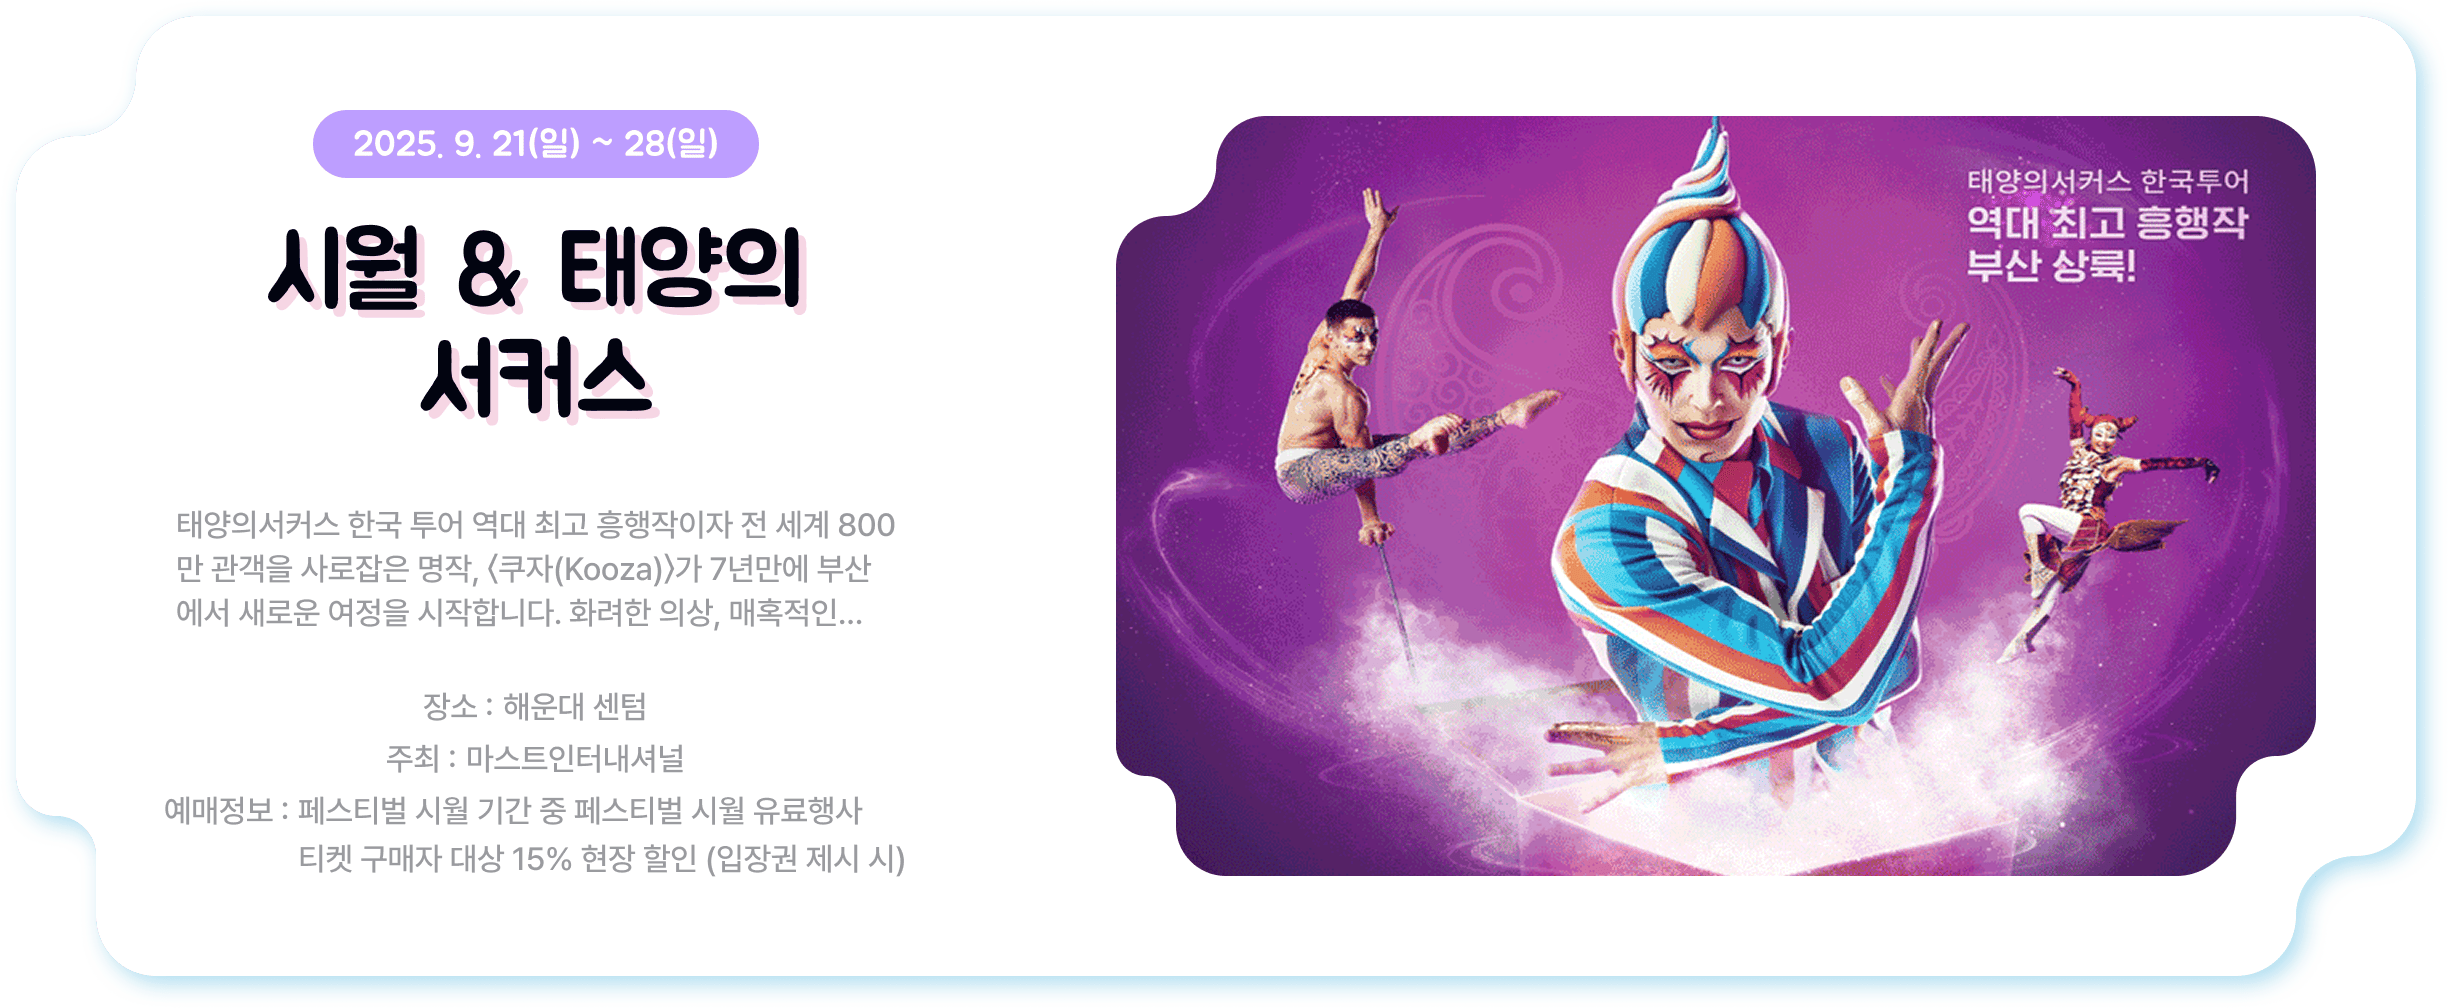 2025. 9. 21(일) ~ 28(일)
시월 & 태양의
서커스
태양의서커스 한국 투어 역대 최고 흥행작이자 전 세계 800
만 관객을 사로잡은 명작, 〈쿠자(Kooza)〉가 7년만에 부산
에서 새로운 여정을 시작합니다. 화려한 의상, 매혹적인...
장소 : 해운대 센텀
주최 : 마스트인터내셔널
예매정보 : 페스티벌 시월 기간 중 페스티벌 시월 유료행사
티켓 구매자 대상 15% 현장 할인 (입장권 제시 시)
태양의서커스 한국투어
역대 최고 흥행작
부산 상륙!